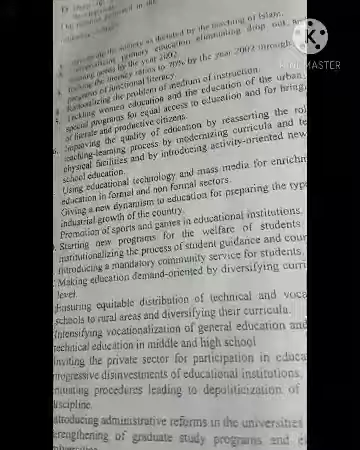 the society as dictated by the teaching of Islam.
primary education eliminating drop out,
needs by the year 2002.
the literacy ratios to 70% by the year 2002 through
programs of functional literacy.
Rationalizing the problem of medium of instruction.
Tackling women education and the education of the urban
special programs for equal access to education and for bring
of literate and productive citizens.
Improving the quality of education by reasserting the rol
teaching-learning process by modernizing curricula and te
physical facilities and by introducing activity-oriented new
school education.
Using educational technology and mass media for enrichm
education in formal and non formal sectors.
Giving a new dynamism to education for preparing the typ
industrial growth of the country.
Promotion of sports and games in educational institutions.
Starting new programs for the welfare of students
institutionalizing the process of student guidance and coun
introducing a mandatory community service for students.
Making education demand-oriented by diversifying curri
level.
Ensuring equitable distribution of technical and voca
schools to rural areas and diversifying their curricula.
Intensifying vocationalization of general education and
technical education in middle and high school
Inviting the private sector for participation in educa
progressive disinvestments of educational institutions,
procedures leading to depoliticization of
discipline.
introducing administrative reforms in the universities
strengthening of graduate study programs and e
MASTER